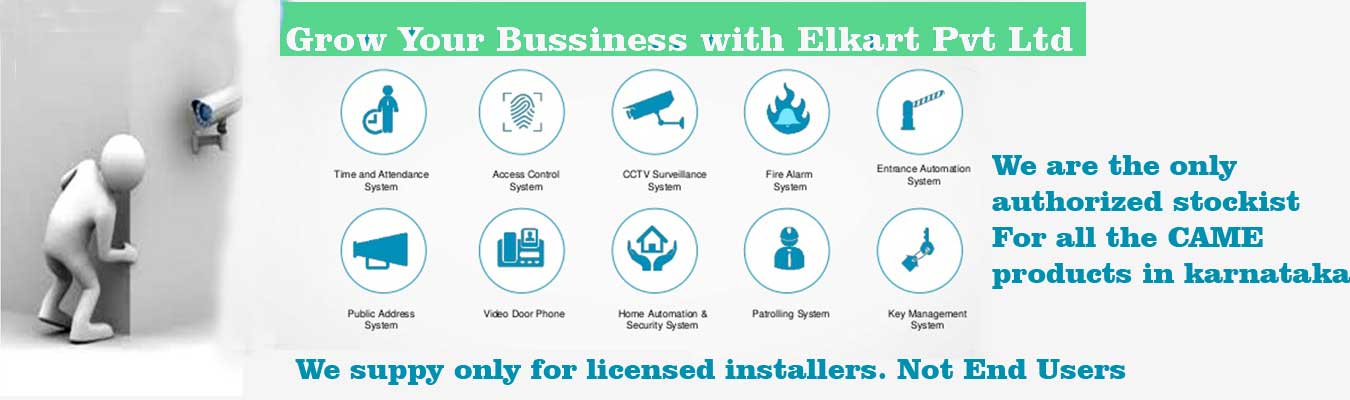 Grow Your Bussiness with Elkart Pvt Ltd
Time and Attendance
System
Access Control
System
CCTV Surveillance
System
Fire Alarm
System
Entrance Automation
System
Public Address
System
Video Door Phone
Home Automation &
Security System
Patrolling System
Key Management
System
We are the only
authorized stockist
For all the CAME
products in karnataka
We suppy only for licensed installers. Not End Users